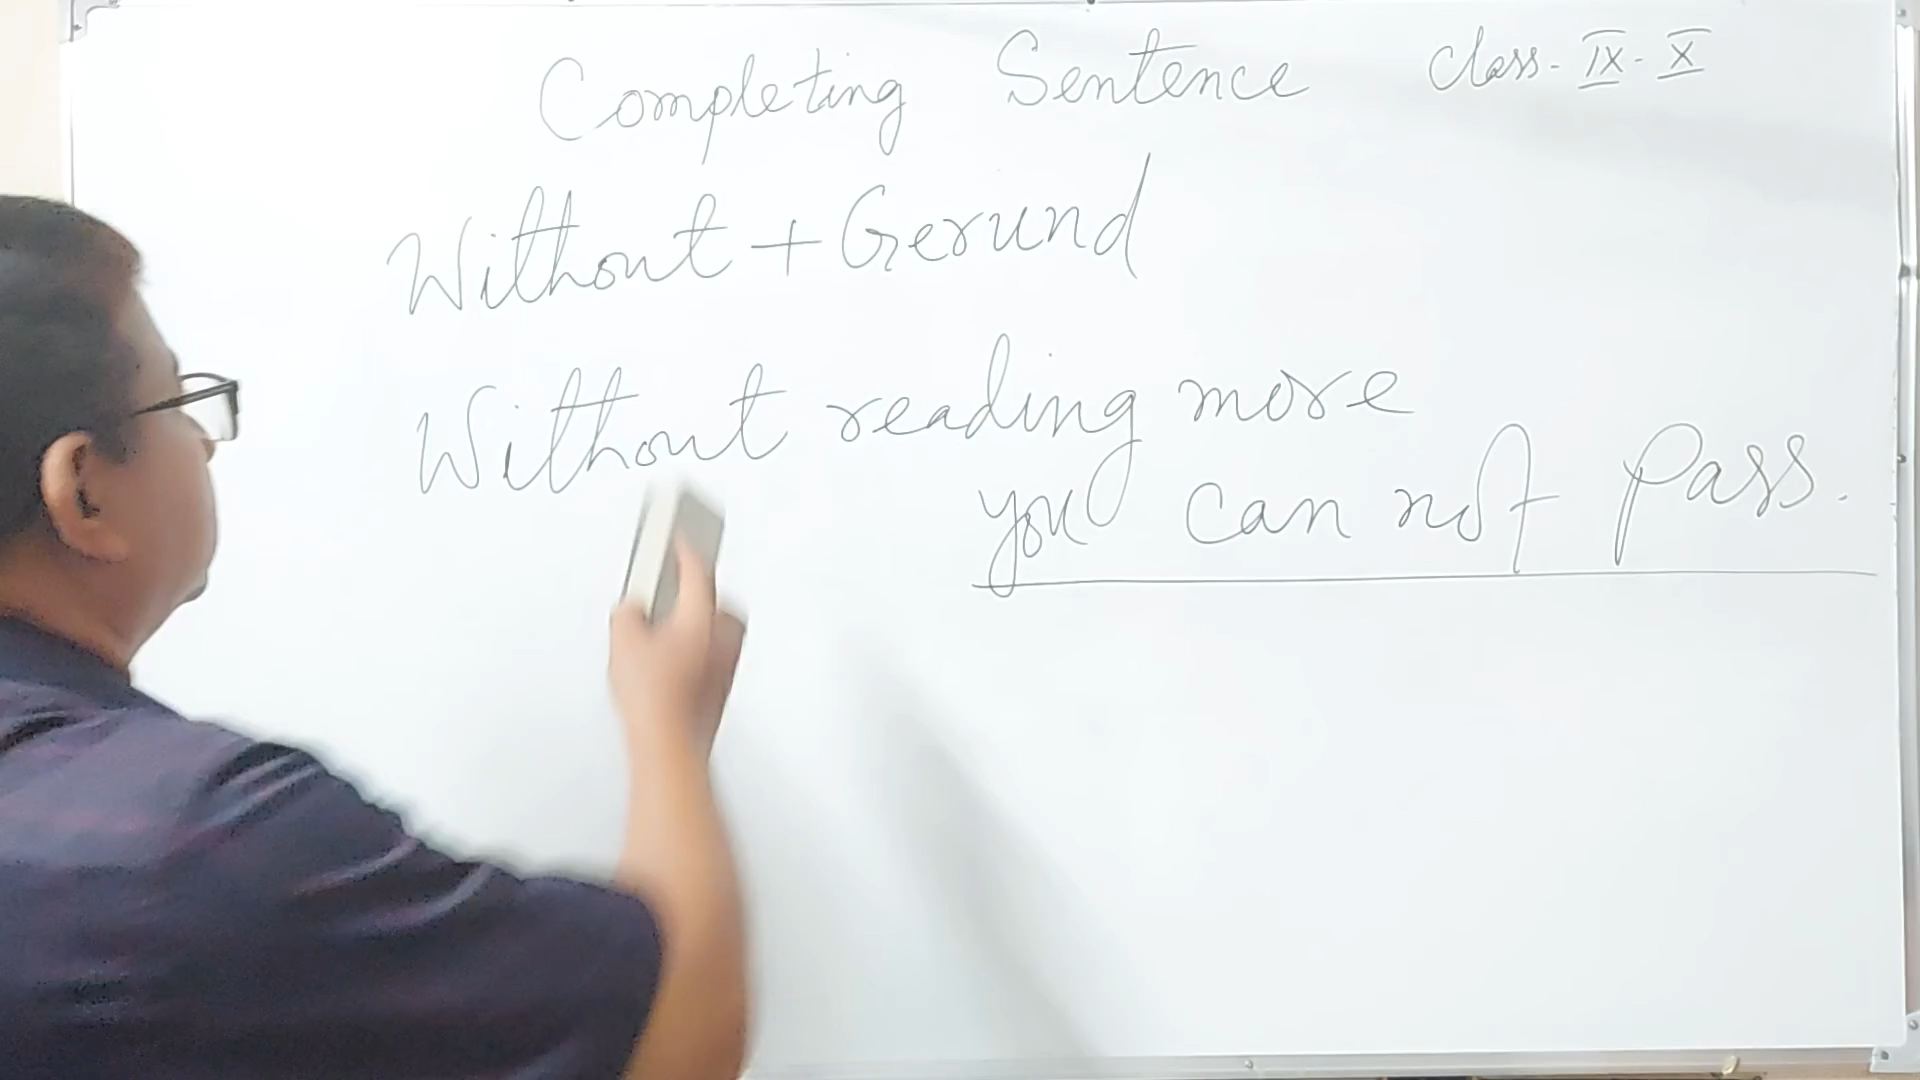 Completing Sentence Class - IX - X
Without + Gerund
Without reading more
you can not pass.